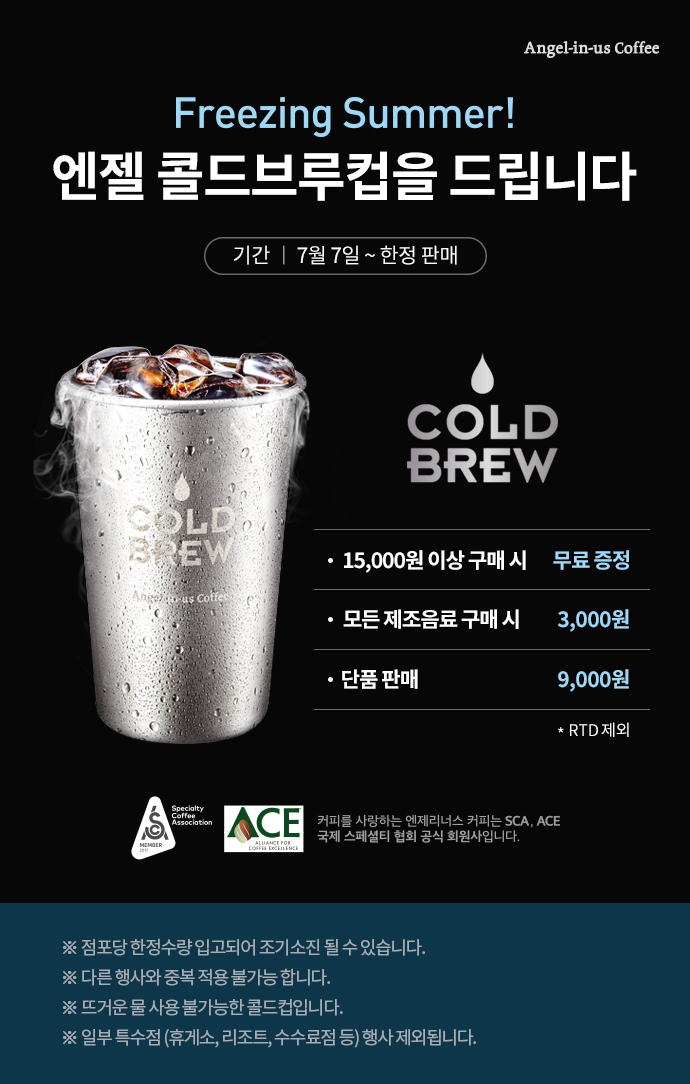 Angel-in-us Coffee
Freezing Summer!
엔젤 콜드브루컵을 드립니다
기간 | 7월 7일 ~ 한정 판매
COLD
BREW
COLD
BREW
Angel-in-us Coffee
• 15,000원 이상 구매 시 무료 증정
• 모든 제조음료 구매 시 3,000원
• 단품 판매 9,000원
* RTD 제외
Specialty
Coffee
Association
SCA
MEMBER
2017
ACE
ALLIANCE FOR
COFFEE EXCELLENCE
커피를 사랑하는 엔제리너스 커피는 SCA, ACE
국제 스페셜티 협회 공식 회원사입니다.
※ 점포당 한정수량 입고되어 조기소진 될 수 있습니다.
※ 다른 행사와 중복 적용 불가능 합니다.
※ 뜨거운 물 사용 불가능한 콜드컵입니다.
※ 일부 특수점 (휴게소, 리조트, 수수료점 등) 행사 제외됩니다.